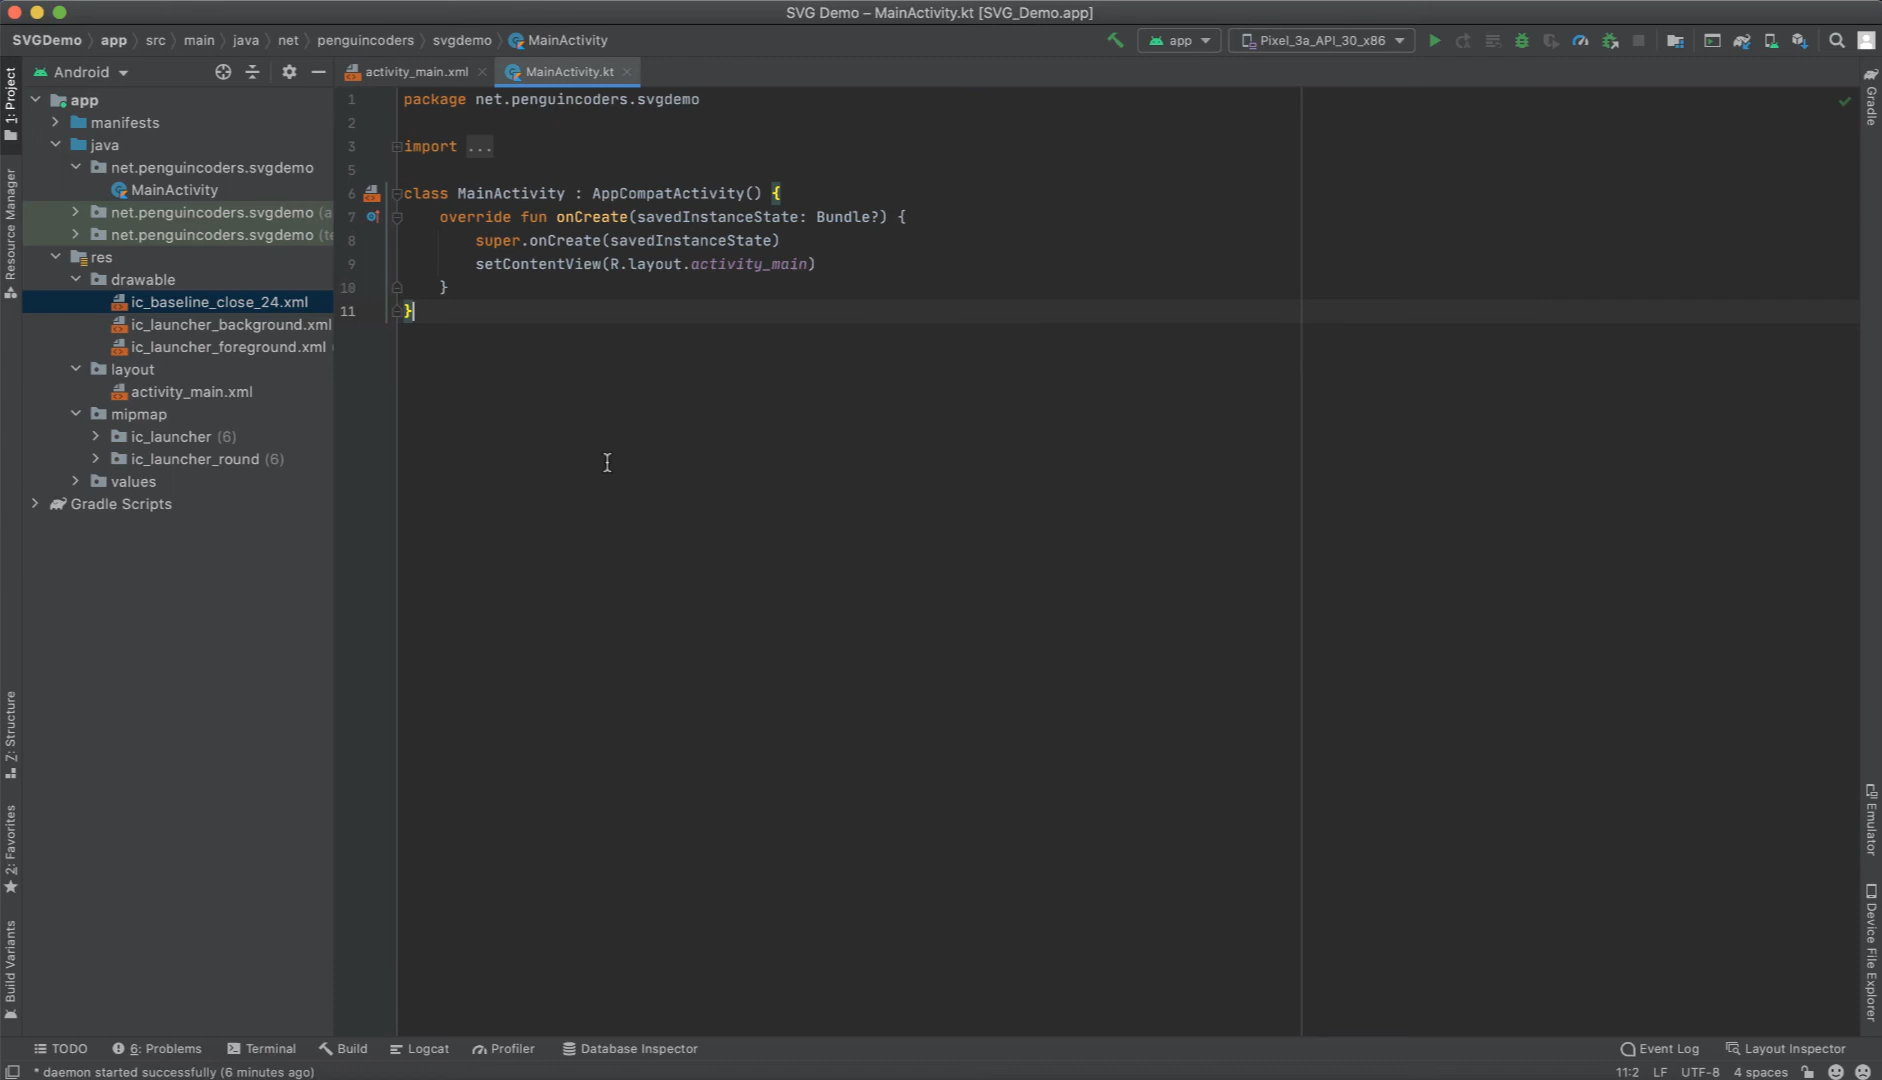 SVG Demo – MainActivity.kt [SVG_Demo.app]
SVGDemo app src main java net penguincoders svgdemo MainActivity
app Pixel_3a_API_30_x86
Android
activity_main.xml MainActivity.kt
1: Project
Resource Manager
Z: Structure
2: Favorites
Build Variants
app
manifests
java
net.penguincoders.svgdemo
MainActivity
net.penguincoders.svgdemo (a
net.penguincoders.svgdemo (te
res
drawable
ic_baseline_close_24.xml
ic_launcher_background.xml
ic_launcher_foreground.xml
layout
activity_main.xml
mipmap
ic_launcher (6)
ic_launcher_round (6)
values
Gradle Scripts
1 package net.penguincoders.svgdemo
2
3 import ...
5
6 class MainActivity : AppCompatActivity() {
7 override fun onCreate(savedInstanceState: Bundle?) {
8 super.onCreate(savedInstanceState)
9 setContentView(R.layout.activity_main)
10 }
11 }
Gradle
Emulator
Device File Explorer
TODO 6: Problems Terminal Build Logcat Profiler Database Inspector Event Log Layout Inspector
* daemon started successfully (6 minutes ago) 11:2 LF UTF-8 4 spaces